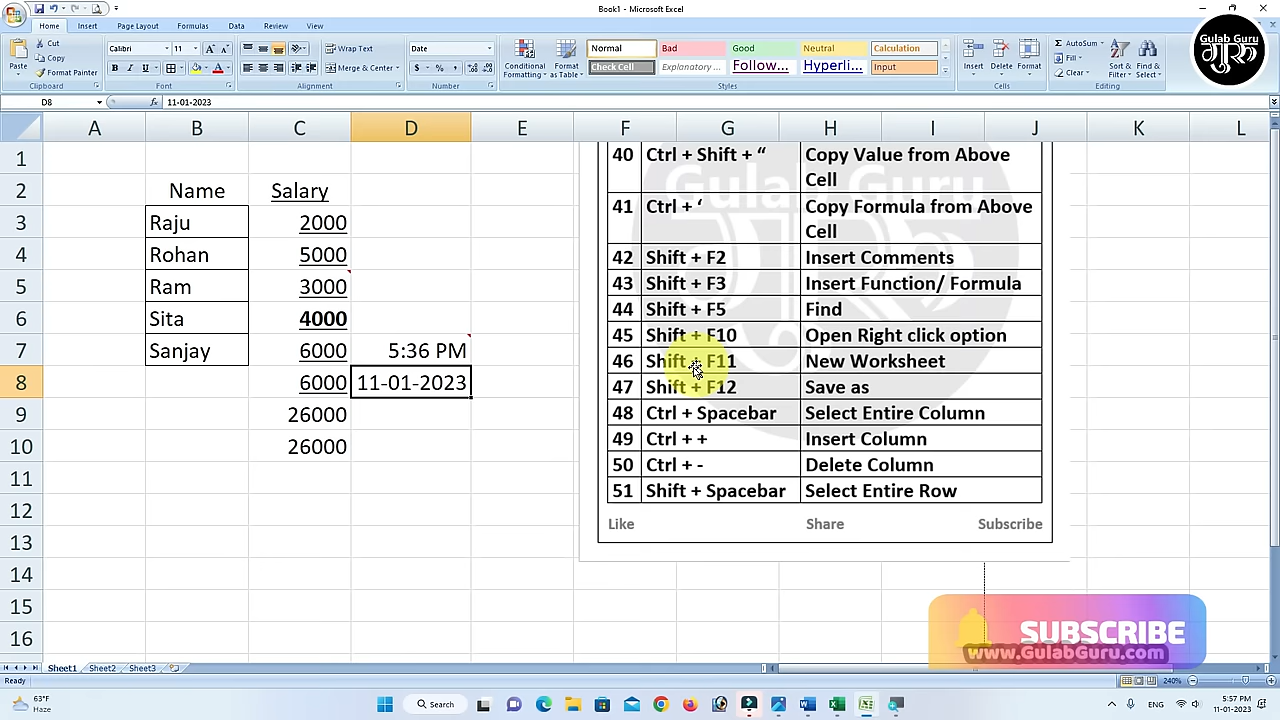 Book1 - Microsoft Excel
Home Insert Page Layout Formulas Data Review View
Paste
Cut
Copy
Format Painter
Clipboard
Calibri 11
B I U
Font
Wrap Text
Merge & Center
Alignment
Date
$ % ,
Number
Conditional Formatting
Format as Table
Normal Bad Good Neutral Calculation
Check Cell Explanatory ... Follow... Hyperli... Input
Styles
Insert Delete Format
Cells
Σ AutoSum
Fill
Clear
Sort & Filter
Find & Select
Editing
Gulab Guru
गुरू
D8 fx 11-01-2023
A B C D E F G H I J K L
1
2 Name Salary
3 Raju 2000
4 Rohan 5000
5 Ram 3000
6 Sita 4000
7 Sanjay 6000 5:36 PM
8 6000 11-01-2023
9 26000
10 26000
11
12
13
14
15
16
Gulab Guru
40 Ctrl + Shift + “ Copy Value from Above
Cell
41 Ctrl + ‘ Copy Formula from Above
Cell
42 Shift + F2 Insert Comments
43 Shift + F3 Insert Function/ Formula
44 Shift + F5 Find
45 Shift + F10 Open Right click option
46 Shift + F11 New Worksheet
47 Shift + F12 Save as
48 Ctrl + Spacebar Select Entire Column
49 Ctrl + + Insert Column
50 Ctrl + - Delete Column
51 Shift + Spacebar Select Entire Row
Like Share Subscribe
SUBSCRIBE
www.GulabGuru.com
Sheet1 Sheet2 Sheet3
Ready 240%
63°F
Haze
Search
ENG
5:57 PM
11-01-2023